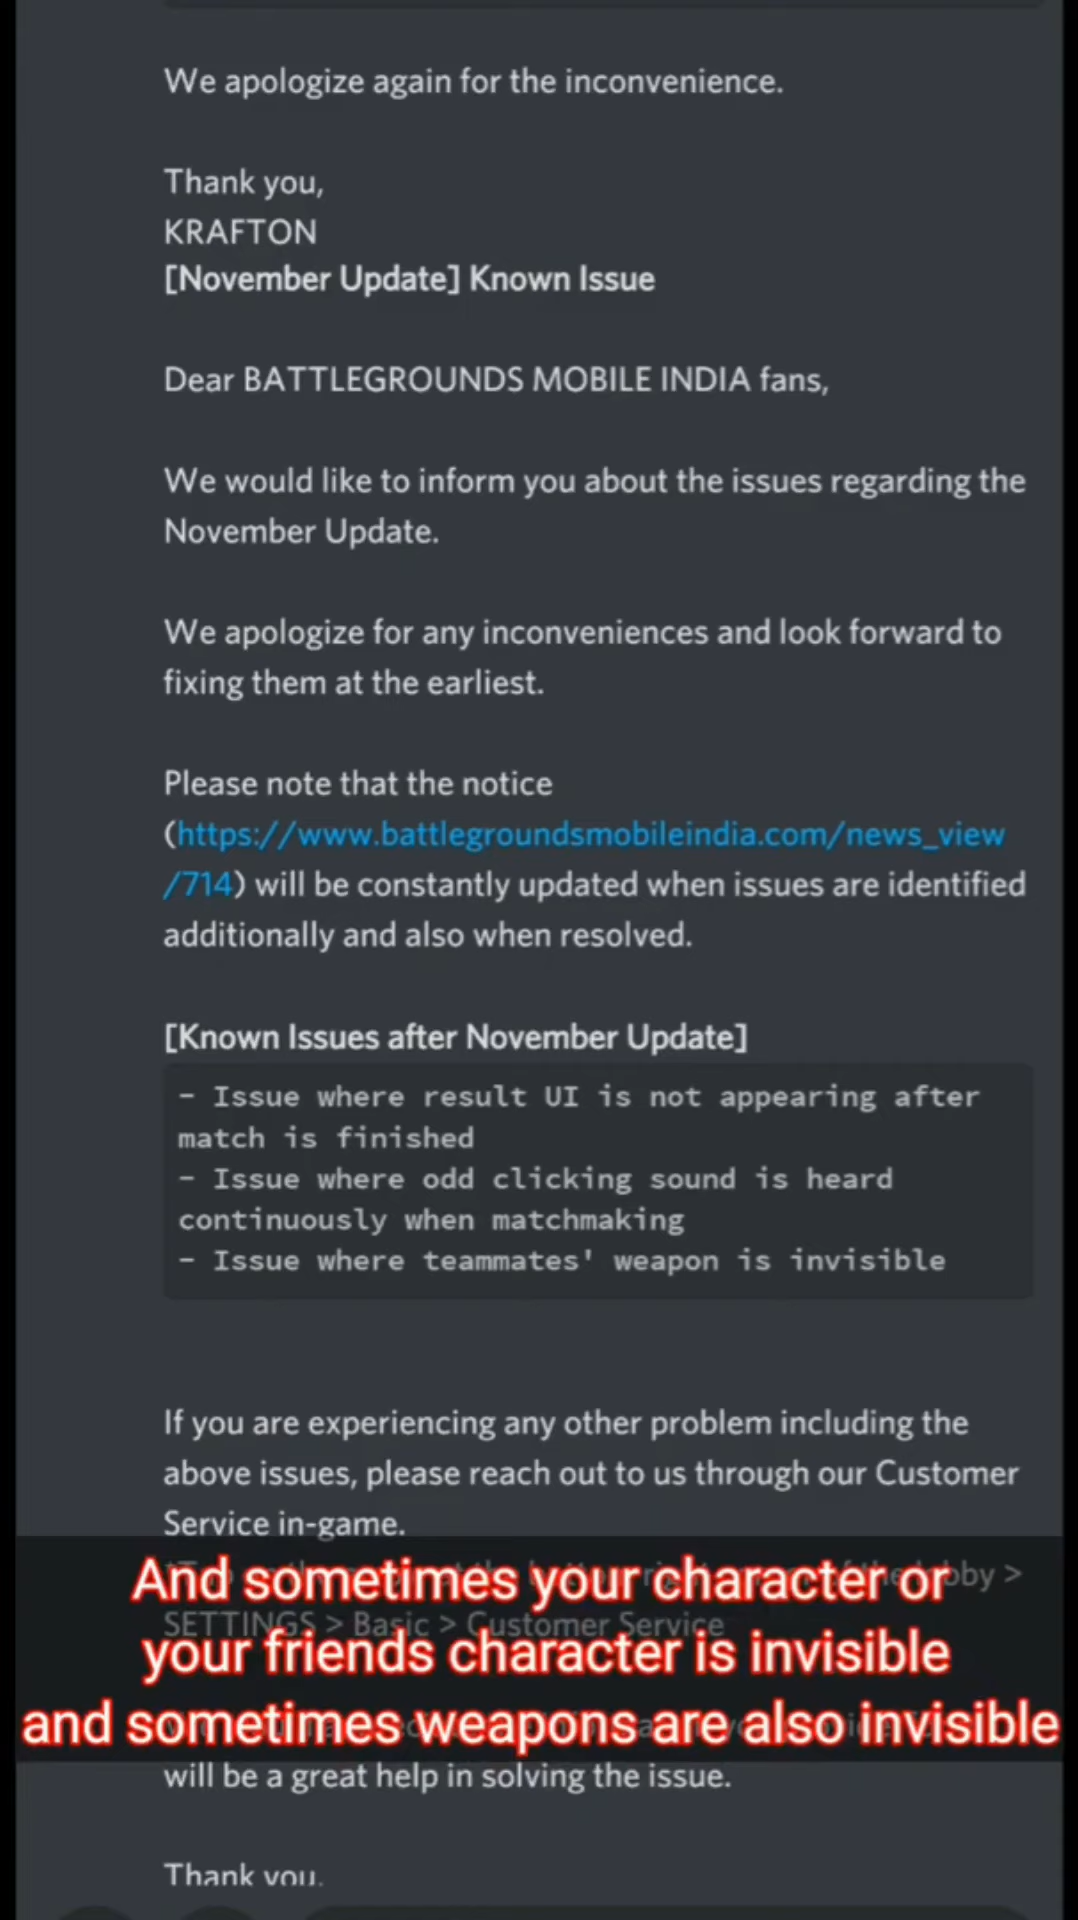 We apologize again for the inconvenience.
Thank you,
KRAFTON
[November Update] Known Issue
Dear BATTLEGROUNDS MOBILE INDIA fans,
We would like to inform you about the issues regarding the
November Update.
We apologize for any inconveniences and look forward to
fixing them at the earliest.
Please note that the notice
(https://www.battlegroundsmobileindia.com/news_view
/714) will be constantly updated when issues are identified
additionally and also when resolved.
[Known Issues after November Update]
- Issue where result UI is not appearing after
match is finished
- Issue where odd clicking sound is heard
continuously when matchmaking
- Issue where teammates' weapon is invisible
If you are experiencing any other problem including the
above issues, please reach out to us through our Customer
Service in-game.
And sometimes your character or
SETTINGS > Basic > Customer Service
your friends character is invisible
and sometimes weapons are also invisible
will be a great help in solving the issue.
Thank you.